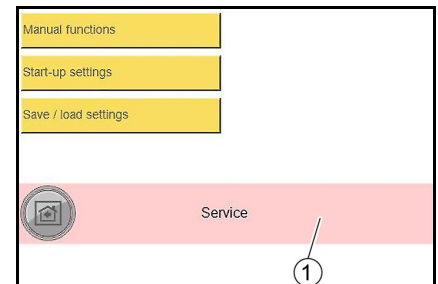 Manual functions
Start-up settings
Save / load settings
Service
1